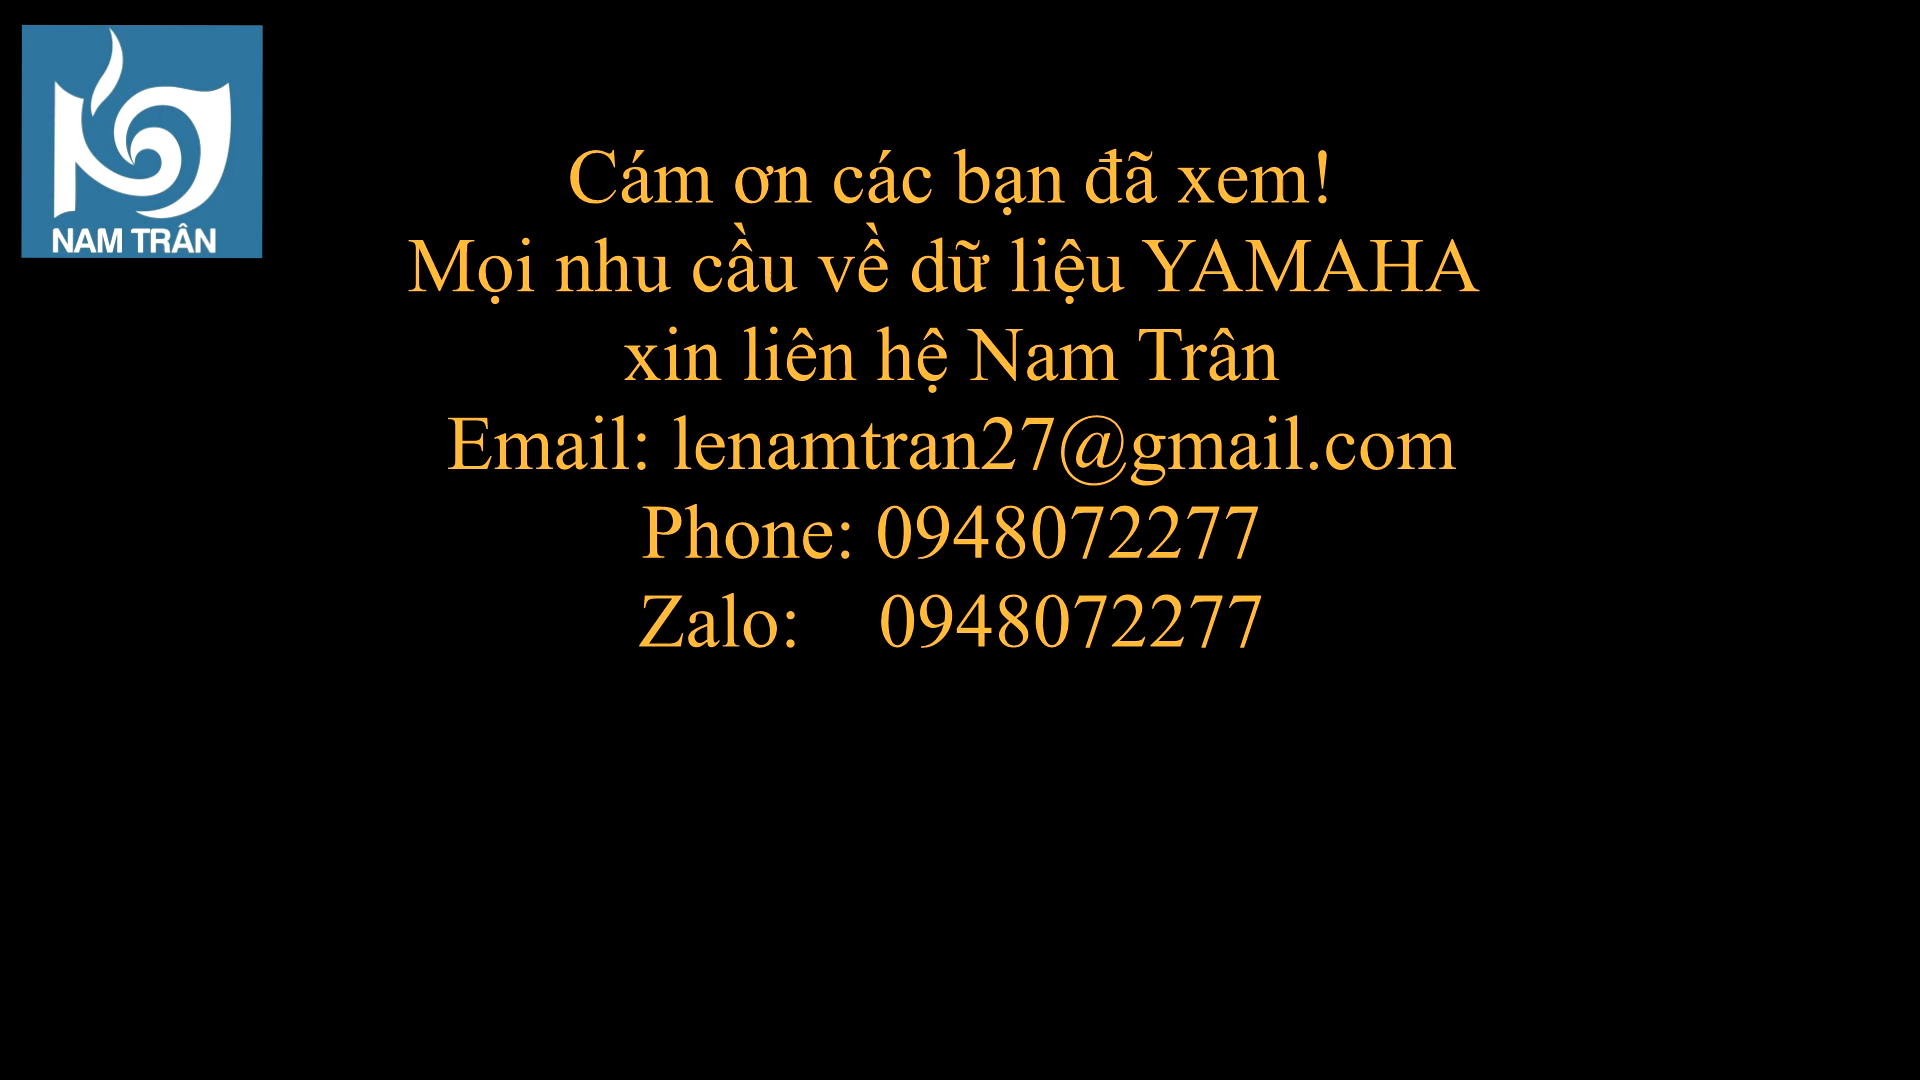 NAM TRÂN
Cám ơn các bạn đã xem!
Mọi nhu cầu về dữ liệu YAMAHA
xin liên hệ Nam Trân
Email: lenamtran27@gmail.com
Phone: 0948072277
Zalo: 0948072277